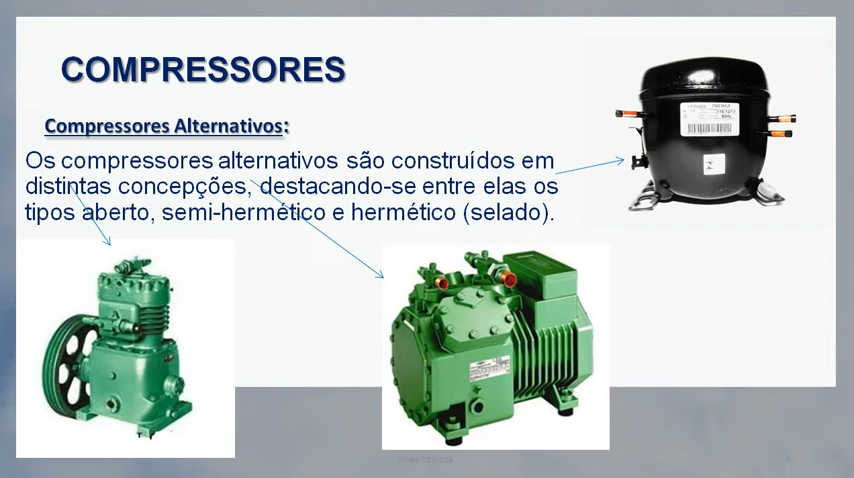 COMPRESSORES
Compressores Alternativos:
Os compressores alternativos são construídos em
distintas concepções, destacando-se entre elas os
tipos aberto, semi-hermético e hermético (selado).